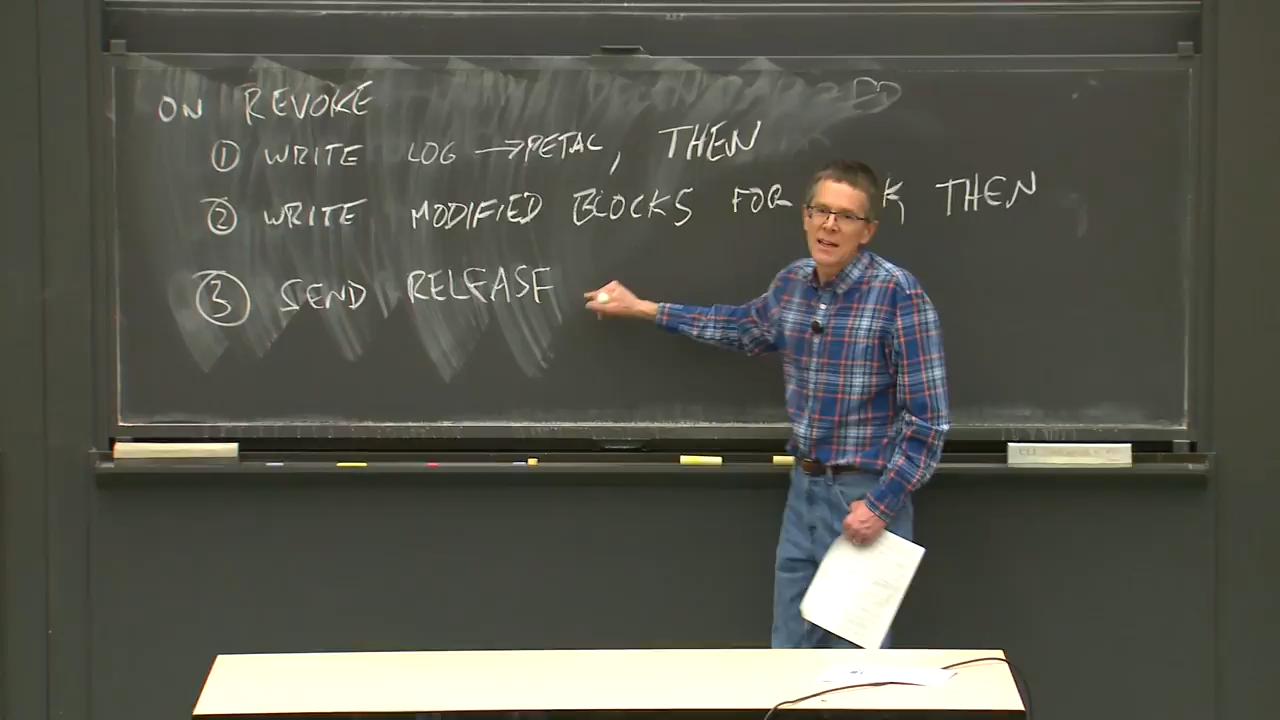 ON REVOKE
① WRITE LOG → PETAL, THEN
② WRITE MODIFIED BLOCKS FOR K, THEN
③ SEND RELEASE